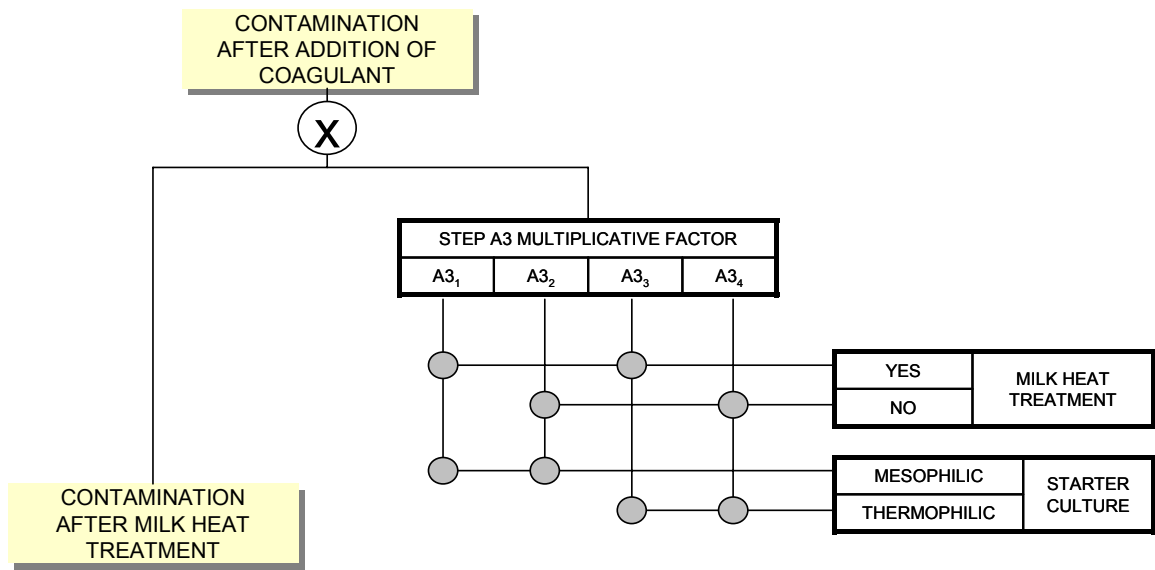 CONTAMINATION
AFTER ADDITION OF
COAGULANT
X
STEP A3 MULTIPLICATIVE FACTOR
A3₁ A3₂ A3₃ A3₄
YES
NO
MILK HEAT
TREATMENT
MESOPHILIC
THERMOPHILIC
STARTER
CULTURE
CONTAMINATION
AFTER MILK HEAT
TREATMENT